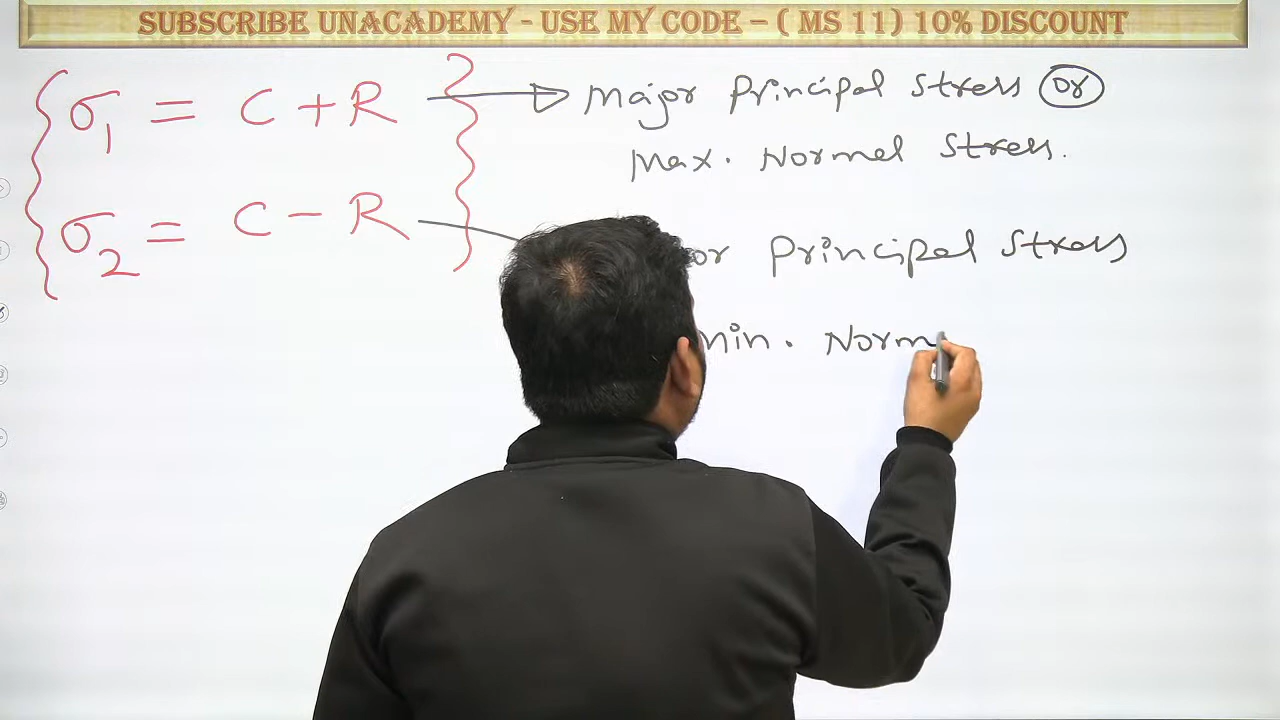 SUBSCRIBE UNACADEMY - USE MY CODE – ( MS 11) 10% DISCOUNT
σ1 = C + R → Major Principal Stress or
Max. Normal Stress.
σ2 = C - R Principal Stress
min. Norm